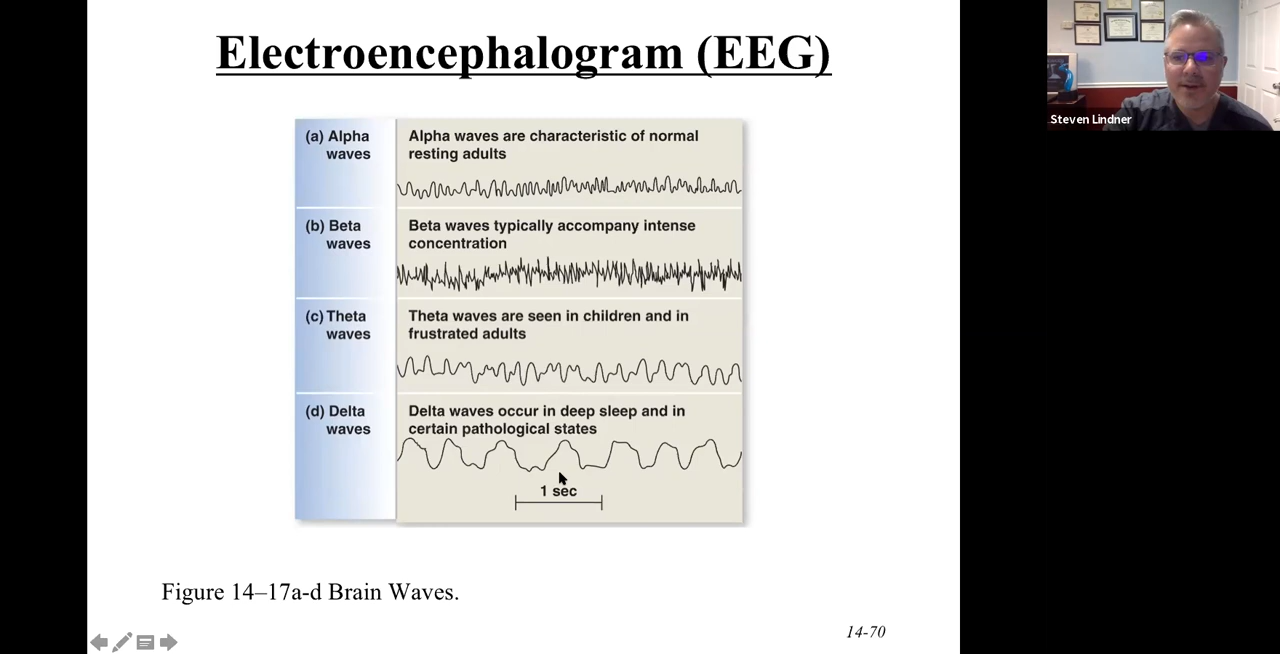 Electroencephalogram (EEG)
(a) Alpha
waves
Alpha waves are characteristic of normal
resting adults
(b) Beta
waves
Beta waves typically accompany intense
concentration
(c) Theta
waves
Theta waves are seen in children and in
frustrated adults
(d) Delta
waves
Delta waves occur in deep sleep and in
certain pathological states
1 sec
Figure 14–17a-d Brain Waves.
14-70
Steven Lindner